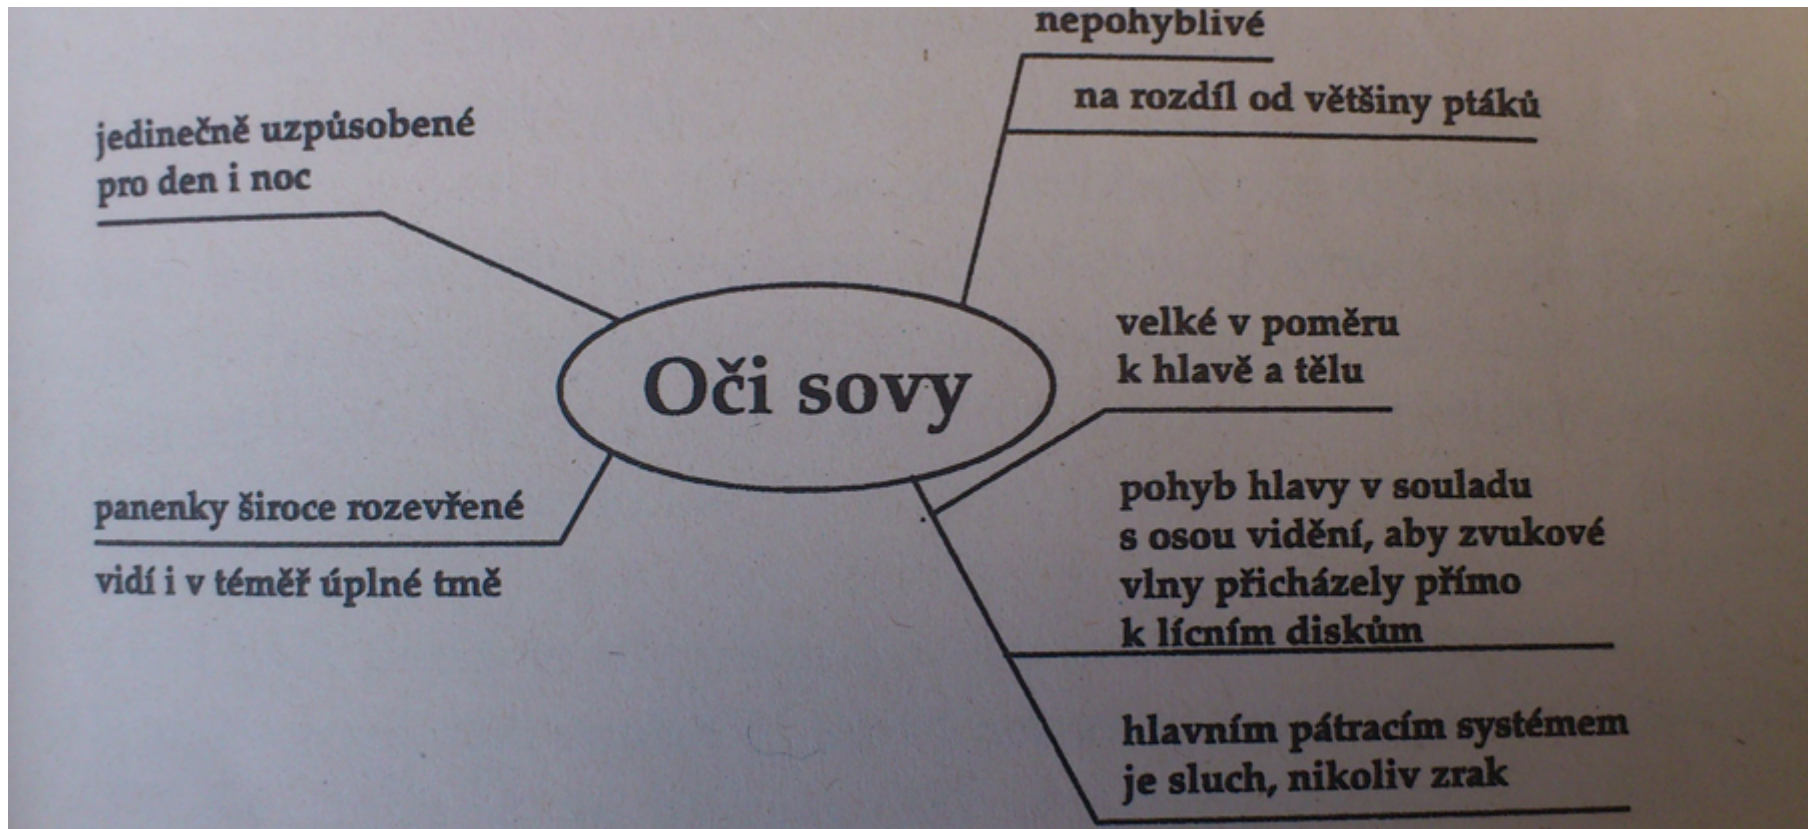 nepohyblivé
na rozdíl od většiny ptáků
jedinečně uzpůsobené
pro den i noc
velké v poměru
k hlavě a tělu
Oči sovy
pohyb hlavy v souladu
s osou vidění, aby zvukové
vlny přicházely přímo
k lícním diskům
panenky široce rozevřené
vidí i v téměř úplné tmě
hlavním pátracím systémem
je sluch, nikoliv zrak